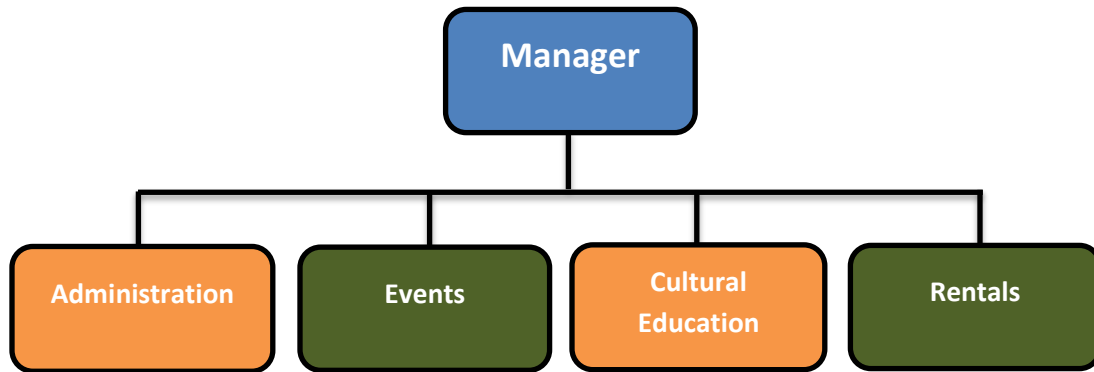 Manager
Administration
Events
Cultural
Education
Rentals